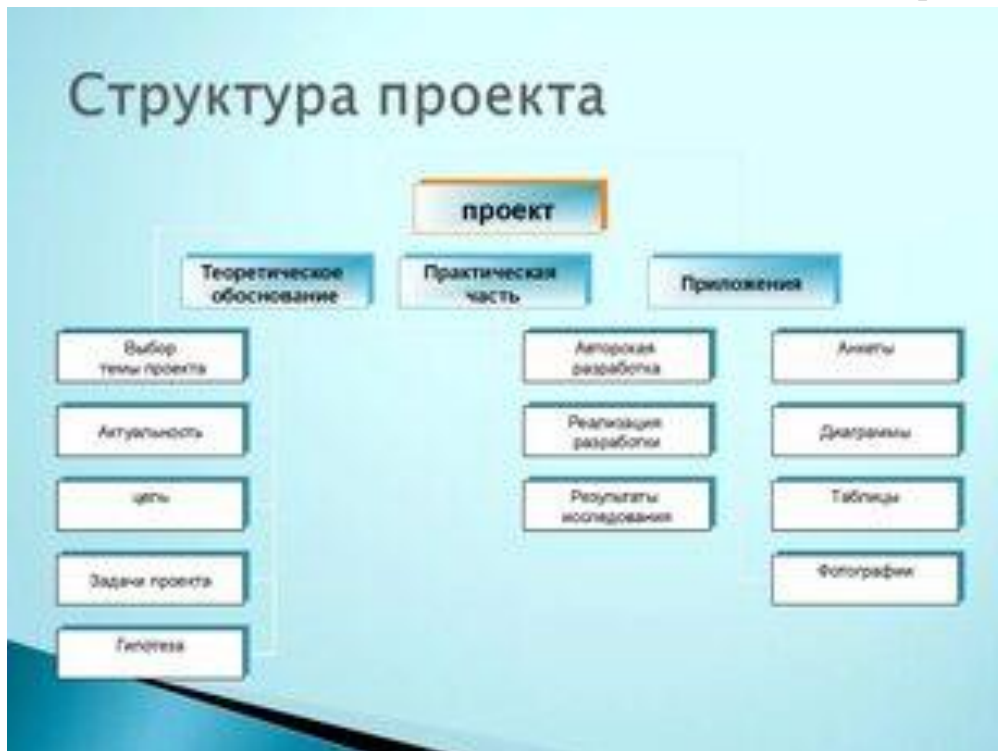 Структура проекта
проект
Теоретическое
обоснование
Практическая
часть
Приложения
Выбор
темы проекта
Актуальность
цель
Задачи проекта
Гипотеза
Авторская
разработка
Реализация
разработки
Результаты
исследования
Анкеты
Диаграммы
Таблицы
Фотографии